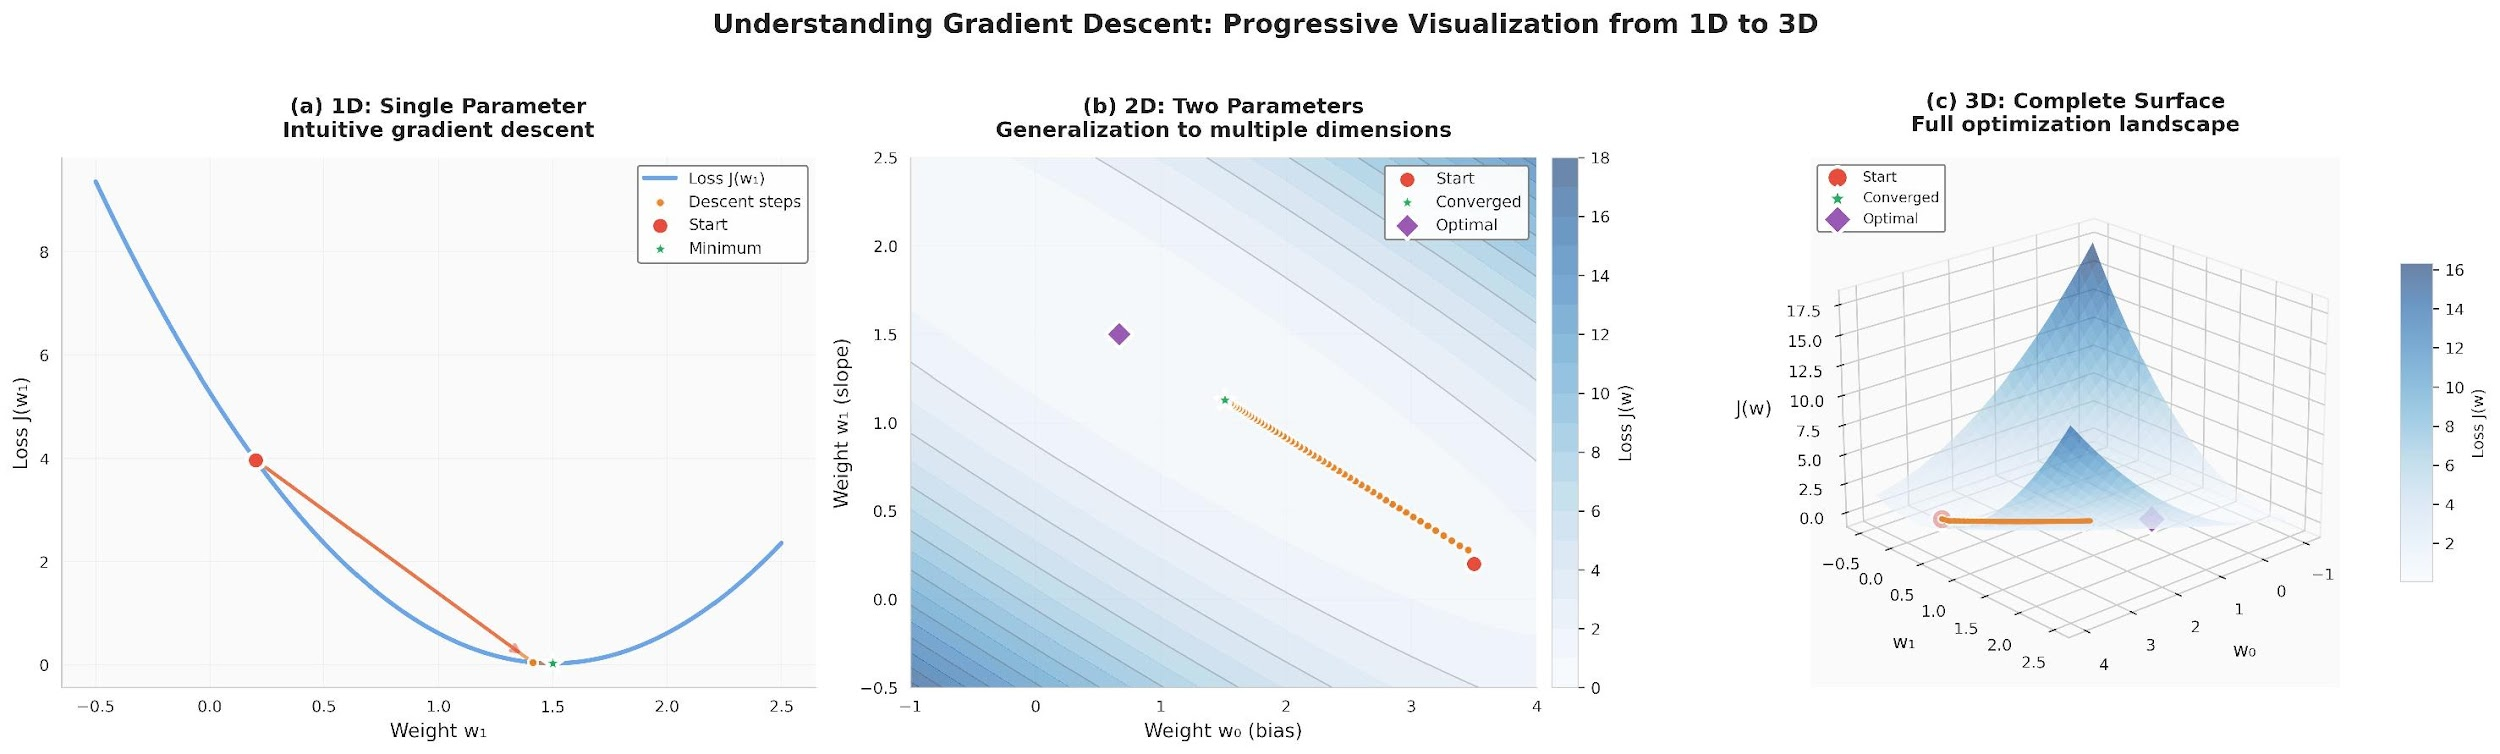 Understanding Gradient Descent: Progressive Visualization from 1D to 3D
(a) 1D: Single Parameter
Intuitive gradient descent
Loss J(w₁)
Descent steps
Start
Minimum
8
6
4
2
0
Loss J(w₁)
−0.5 0.0 0.5 1.0 1.5 2.0 2.5
Weight w₁
(b) 2D: Two Parameters
Generalization to multiple dimensions
Start
Converged
Optimal
2.5
2.0
1.5
1.0
0.5
0.0
−0.5
Weight w₁ (slope)
−1 0 1 2 3 4
Weight w₀ (bias)
18
16
14
12
10
8
6
4
2
0
Loss J(w)
(c) 3D: Complete Surface
Full optimization landscape
Start
Converged
Optimal
17.5
15.0
12.5
10.0
7.5
5.0
2.5
0.0
J(w)
−0.5
0.0
0.5
1.0
1.5
2.0
2.5
w₁
4
3
2
1
0
−1
w₀
16
14
12
10
8
6
4
2
Loss J(w)